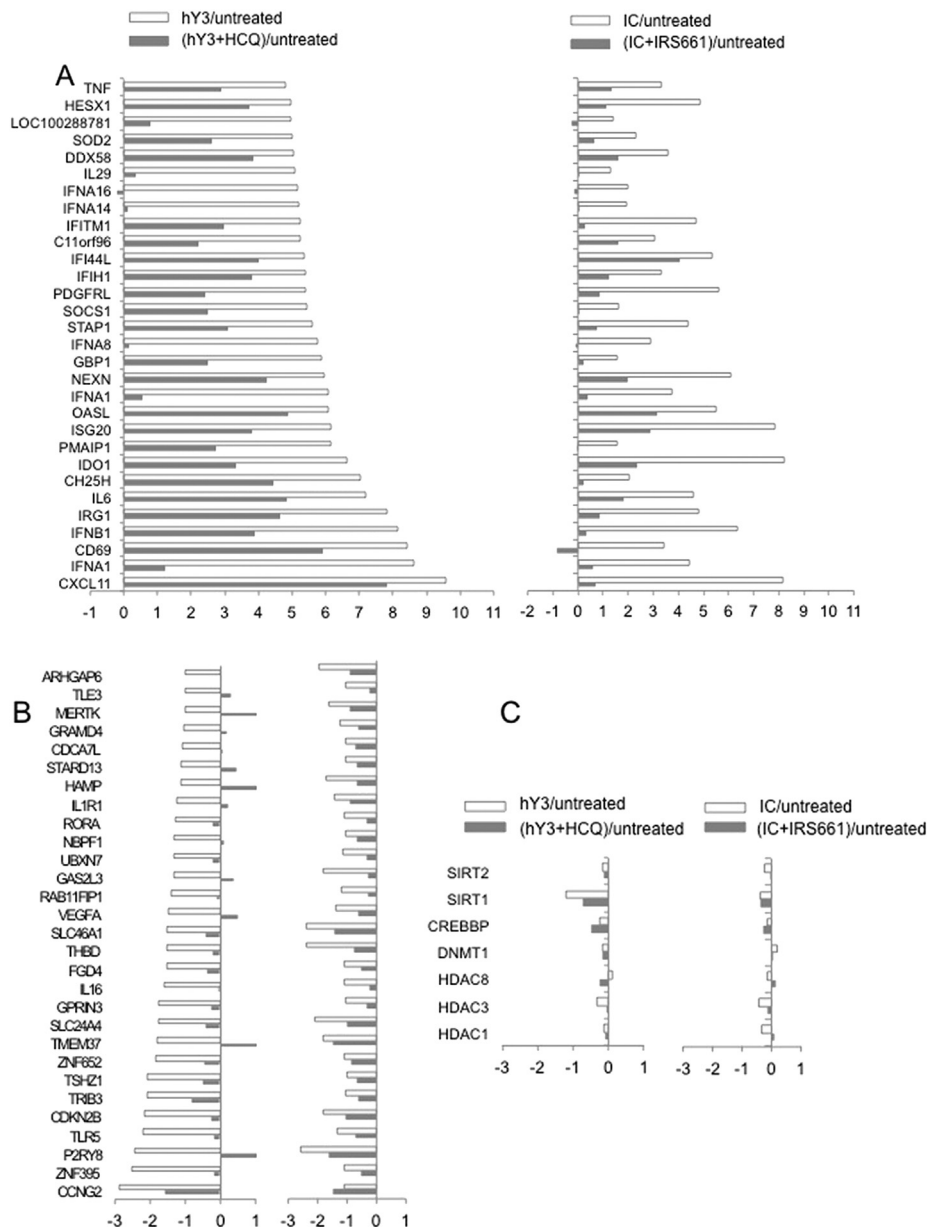 hY3/untreated
(hY3+HCQ)/untreated
IC/untreated
(IC+IRS661)/untreated
A
TNF
HESX1
LOC100288781
SOD2
DDX58
IL29
IFNA16
IFNA14
IFITM1
C11orf96
IFI44L
IFIH1
PDGFRL
SOCS1
STAP1
IFNA8
GBP1
NEXN
IFNA1
OASL
ISG20
PMAIP1
IDO1
CH25H
IL6
IRG1
IFNB1
CD69
IFNA1
CXCL11
-1 0 1 2 3 4 5 6 7 8 9 10 11
-2 -1 0 1 2 3 4 5 6 7 8 9 10 11
B
ARHGAP6
TLE3
MERTK
GRAMD4
CDCA7L
STARD13
HAMP
IL1R1
RORA
NBPF1
UBXN7
GAS2L3
RAB11FIP1
VEGFA
SLC46A1
THBD
FGD4
IL16
GPRIN3
SLC24A4
TMEM37
ZNF652
TSHZ1
TRIB3
CDKN2B
TLR5
P2RY8
ZNF395
CCNG2
-3 -2 -1 0 1
-3 -2 -1 0 1
C
hY3/untreated
(hY3+HCQ)/untreated
IC/untreated
(IC+IRS661)/untreated
SIRT2
SIRT1
CREBBP
DNMT1
HDAC8
HDAC3
HDAC1
-3 -2 -1 0 1
-3 -2 -1 0 1